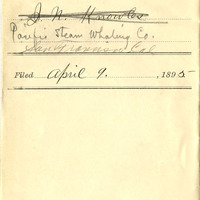 J. N. Knowles
Pacific Steam Whaling Co.
San Francisco Cal
Filed April 9, 1895